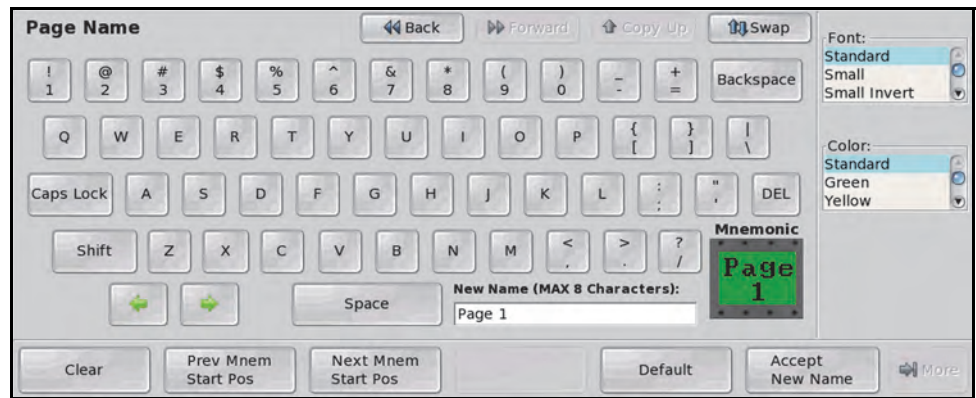 Page Name Back Forward Copy Up Swap
Font:
Standard
Small
Small Invert
! @ # $ % ^ & * ( ) _ + Backspace
1 2 3 4 5 6 7 8 9 0 - =
Q W E R T Y U I O P { } |
[ ] \
Color:
Standard
Green
Yellow
Caps Lock A S D F G H J K L : " DEL
; '
Shift Z X C V B N M < > ?
, . /
Mnemonic
Page
1
Space
New Name (MAX 8 Characters):
Page 1
Clear
Prev Mnem
Start Pos
Next Mnem
Start Pos
Default
Accept
New Name
More